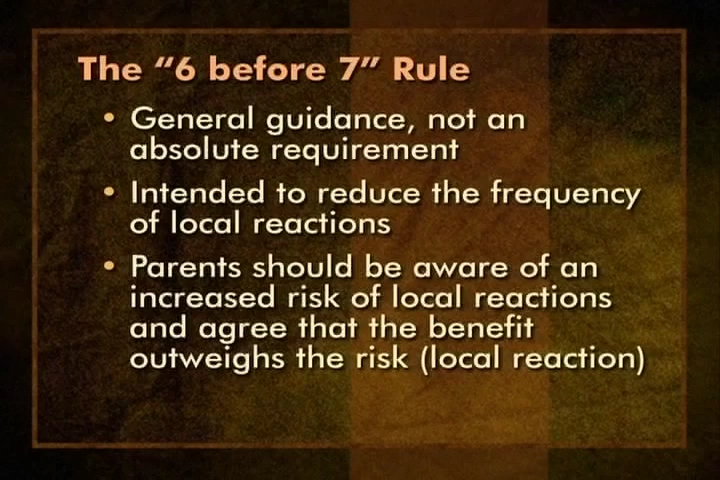 The “6 before 7” Rule
• General guidance, not an
absolute requirement
• Intended to reduce the frequency
of local reactions
• Parents should be aware of an
increased risk of local reactions
and agree that the benefit
outweighs the risk (local reaction)